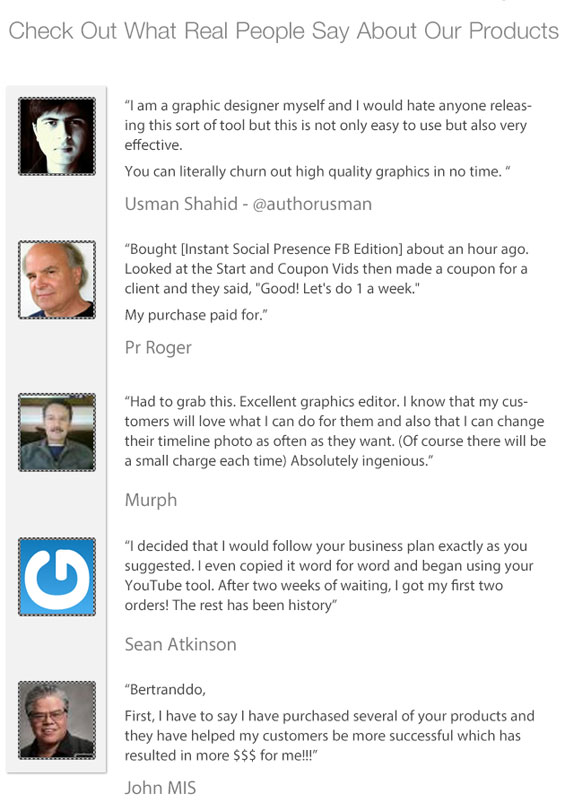 Check Out What Real People Say About Our Products
“I am a graphic designer myself and I would hate anyone releas-
ing this sort of tool but this is not only easy to use but also very
effective.
You can literally churn out high quality graphics in no time. “
Usman Shahid - @authorusman
“Bought [Instant Social Presence FB Edition] about an hour ago.
Looked at the Start and Coupon Vids then made a coupon for a
client and they said, "Good! Let's do 1 a week."
My purchase paid for.”
Pr Roger
“Had to grab this. Excellent graphics editor. I know that my cus-
tomers will love what I can do for them and also that I can change
their timeline photo as often as they want. (Of course there will be
a small charge each time) Absolutely ingenious.”
Murph
“I decided that I would follow your business plan exactly as you
suggested. I even copied it word for word and began using your
YouTube tool. After two weeks of waiting, I got my first two
orders! The rest has been history”
Sean Atkinson
“Bertranddo,
First, I have to say I have purchased several of your products and
they have helped my customers be more successful which has
resulted in more $$$ for me!!!”
John MIS